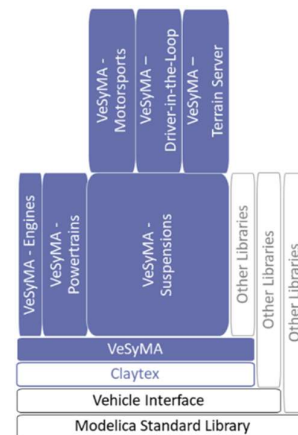 VeSyMA -
Motorsports
VeSyMA –
Driver-in-the-Loop
VeSyMA –
Terrain Server
VeSyMA - Engines
VeSyMA -
Powertrains
VeSyMA -
Suspensions
Other Libraries
Other Libraries
Other Libraries
VeSyMA
Claytex
Vehicle Interface
Modelica Standard Library